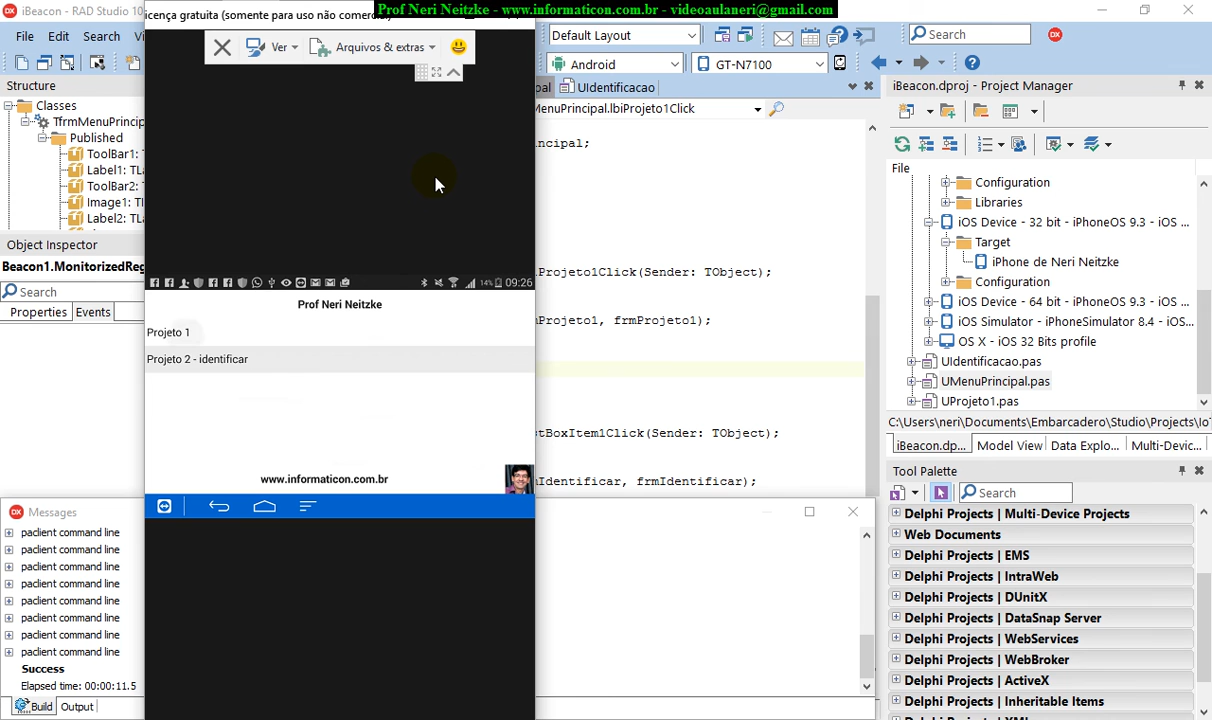 Prof Neri Neitzke - www.informaticon.com.br - videoaulaneri@gmail.com
iBeacon - RAD Studio 10
icença gratuita (somente para uso não comercial
File Edit Search
Ver Arquivos & extras
Default Layout
Search
Android
GT-N7100
Structure
Classes
TfrmMenuPrincip
Published
ToolBar1:
Label1: TLa
ToolBar2:
Image1: T
Label2: TLa
Object Inspector
Beacon1.MonitorizedReg
Search
Properties Events
14% 09:26
Prof Neri Neitzke
Projeto 1
Projeto 2 - identificar
www.informaticon.com.br
UIdentificacao
MenuPrincipal.lbiProjeto1Click
ncipal;
Projeto1Click(Sender: TObject);
mProjeto1, frmProjeto1);
stBoxItem1Click(Sender: TObject);
mIdentificar, frmIdentificar);
iBeacon.dproj - Project Manager
File
Configuration
Libraries
iOS Device - 32 bit - iPhoneOS 9.3 - iOS ...
Target
iPhone de Neri Neitzke
Configuration
iOS Device - 64 bit - iPhoneOS 9.3 - iOS...
iOS Simulator - iPhoneSimulator 8.4 - iOS...
OS X - iOS 32 Bits profile
UIdentificacao.pas
UMenuPrincipal.pas
UProjeto1.pas
C:\Users\neri\Documents\Embarcadero\Studio\Projects\Io
iBeacon.dp... Model View Data Explo... Multi-Devic...
Tool Palette
Search
Delphi Projects | Multi-Device Projects
Web Documents
Delphi Projects | EMS
Delphi Projects | IntraWeb
Delphi Projects | DUnitX
Delphi Projects | DataSnap Server
Delphi Projects | WebServices
Delphi Projects | WebBroker
Delphi Projects | ActiveX
Delphi Projects | Inheritable Items
Messages
paclient command line
paclient command line
paclient command line
paclient command line
paclient command line
paclient command line
paclient command line
paclient command line
Success
Elapsed time: 00:00:11.5
Build Output